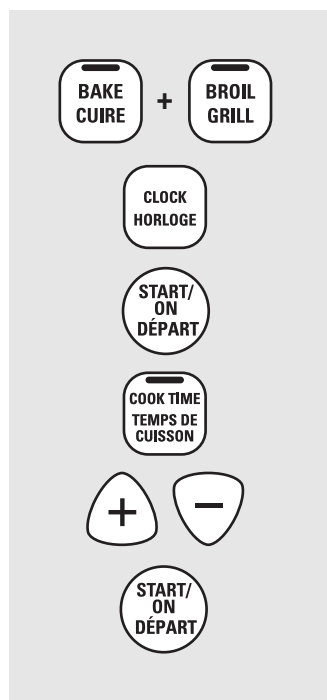 BAKE
CUIRE
+
BROIL
GRILL
CLOCK
HORLOGE
START/
ON
DÉPART
COOK TIME
TEMPS DE
CUISSON
+ −
START/
ON
DÉPART